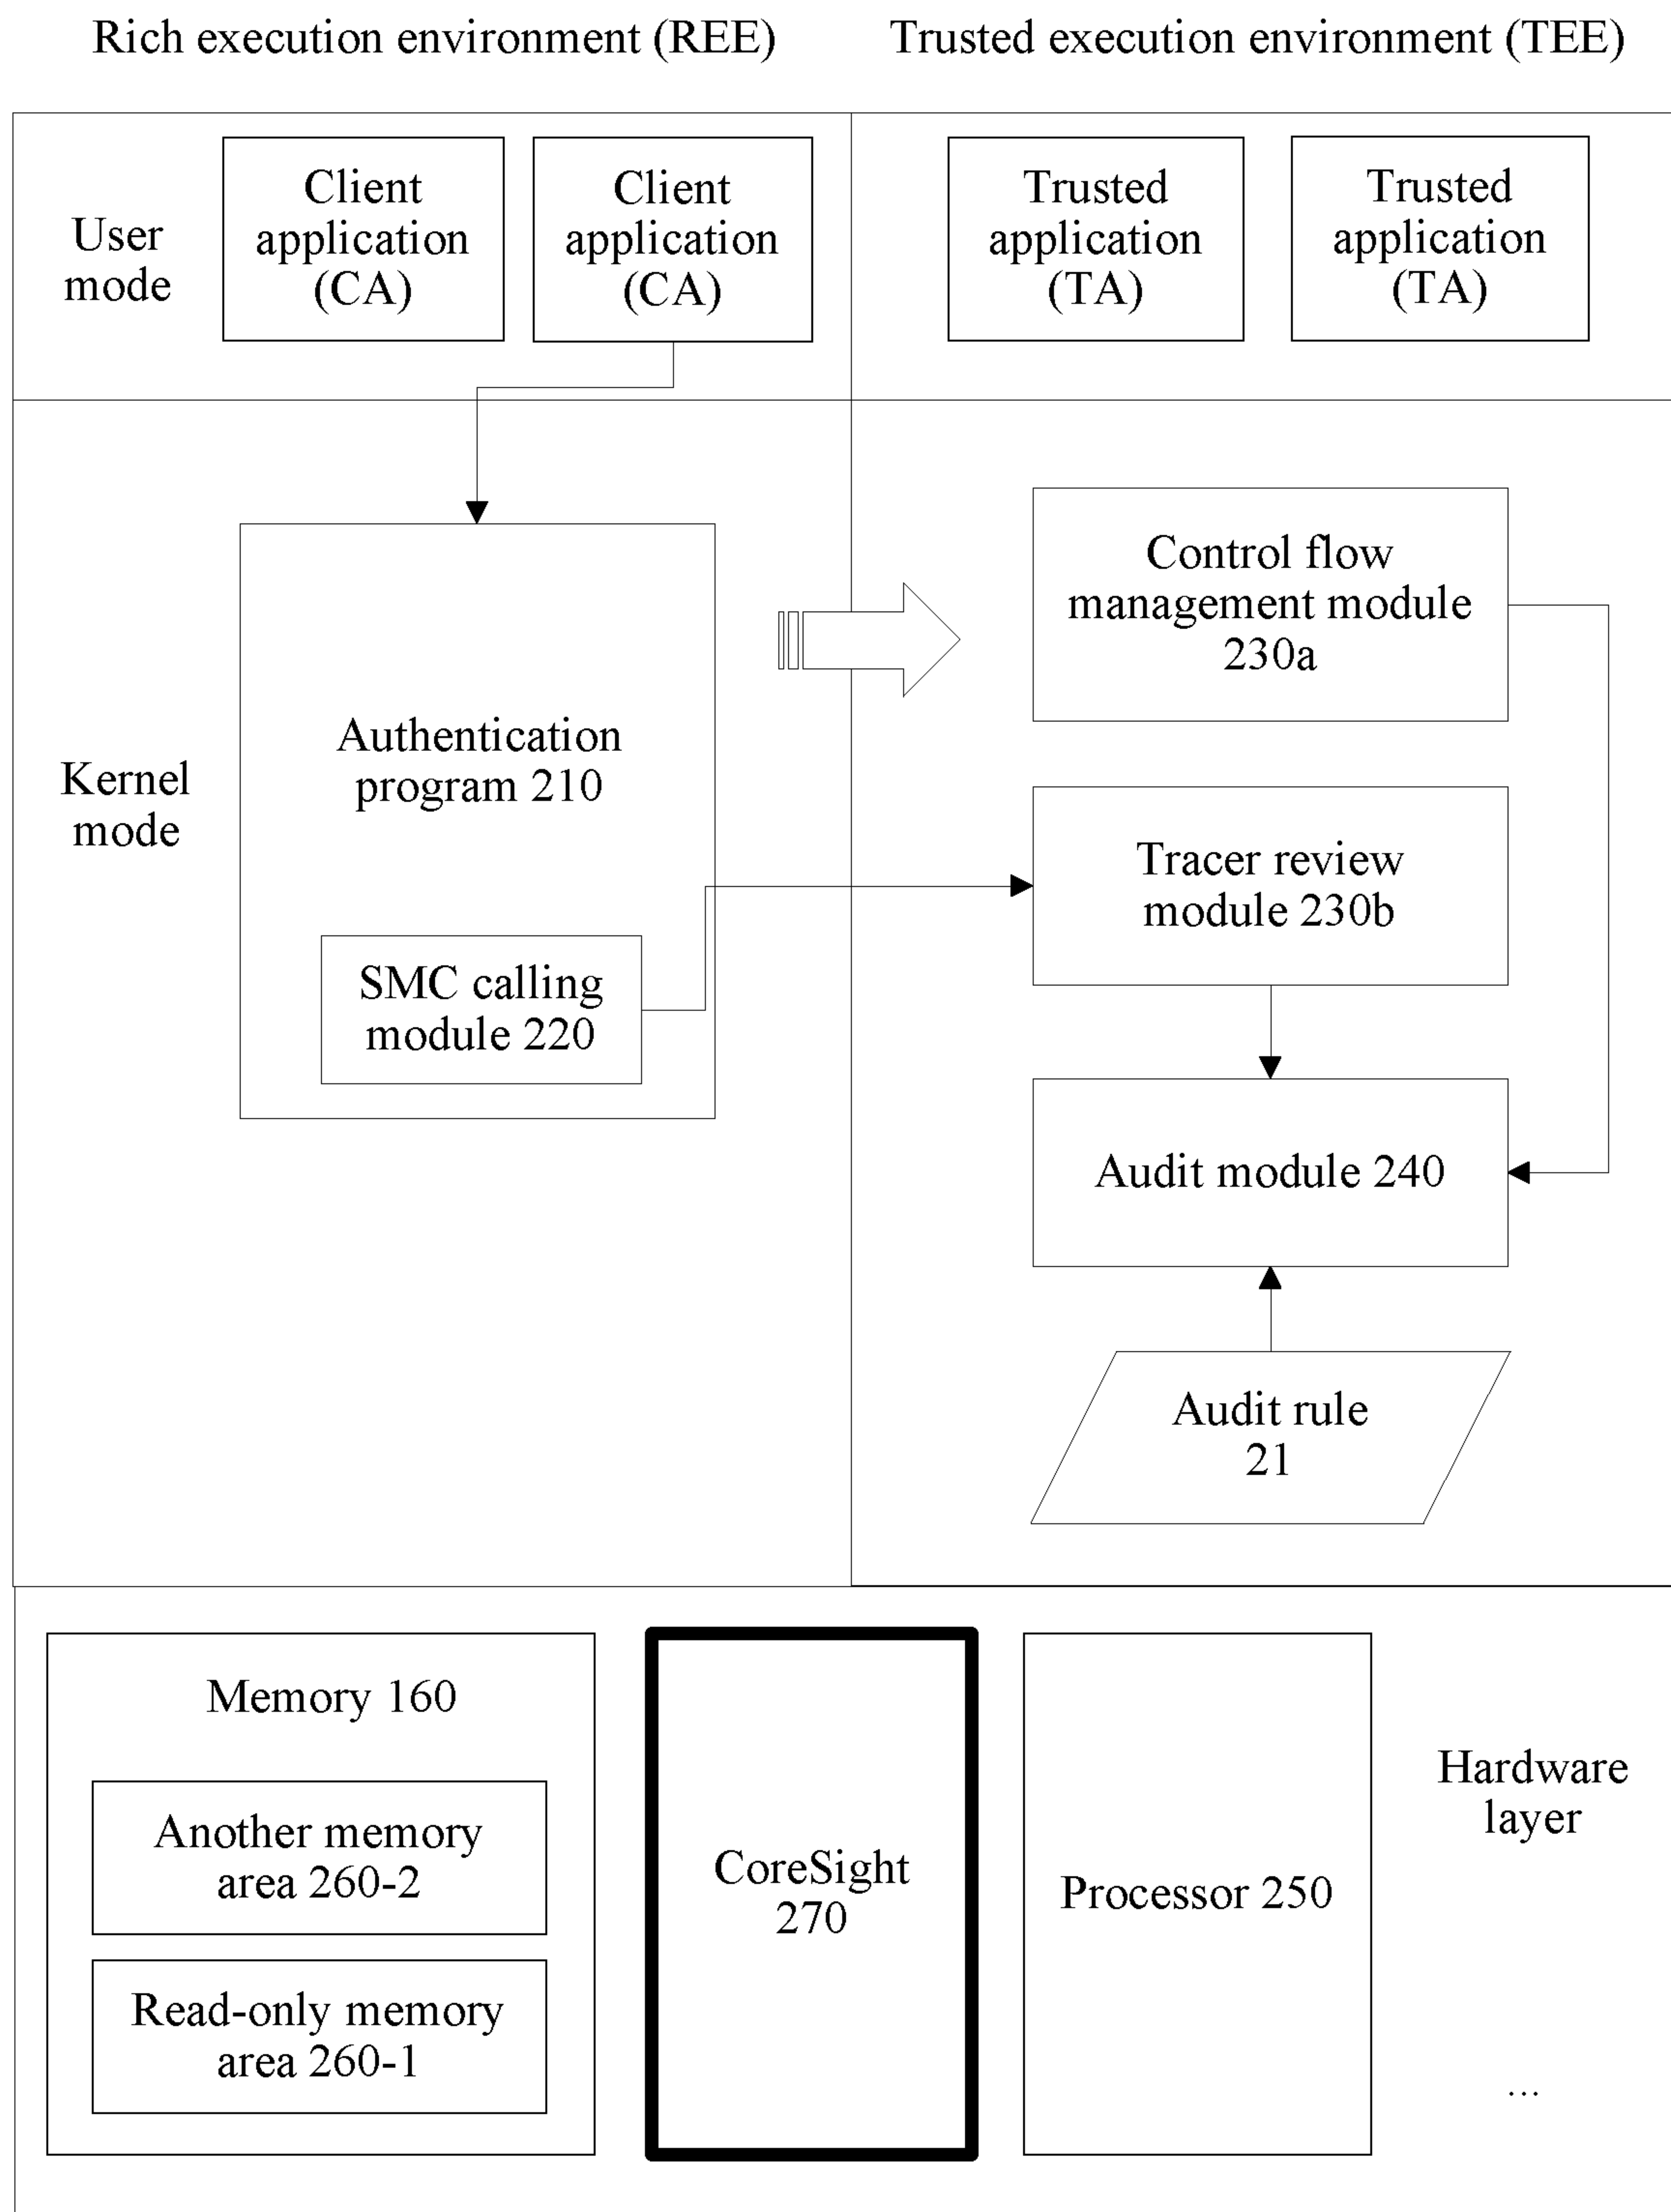 Rich execution environment (REE)
Trusted execution environment (TEE)
User
mode
Client
application
(CA)
Client
application
(CA)
Trusted
application
(TA)
Trusted
application
(TA)
Kernel
mode
Authentication
program 210
SMC calling
module 220
Control flow
management module
230a
Tracer review
module 230b
Audit module 240
Audit rule
21
Memory 160
Another memory
area 260-2
Read-only memory
area 260-1
CoreSight
270
Processor 250
Hardware
layer
...